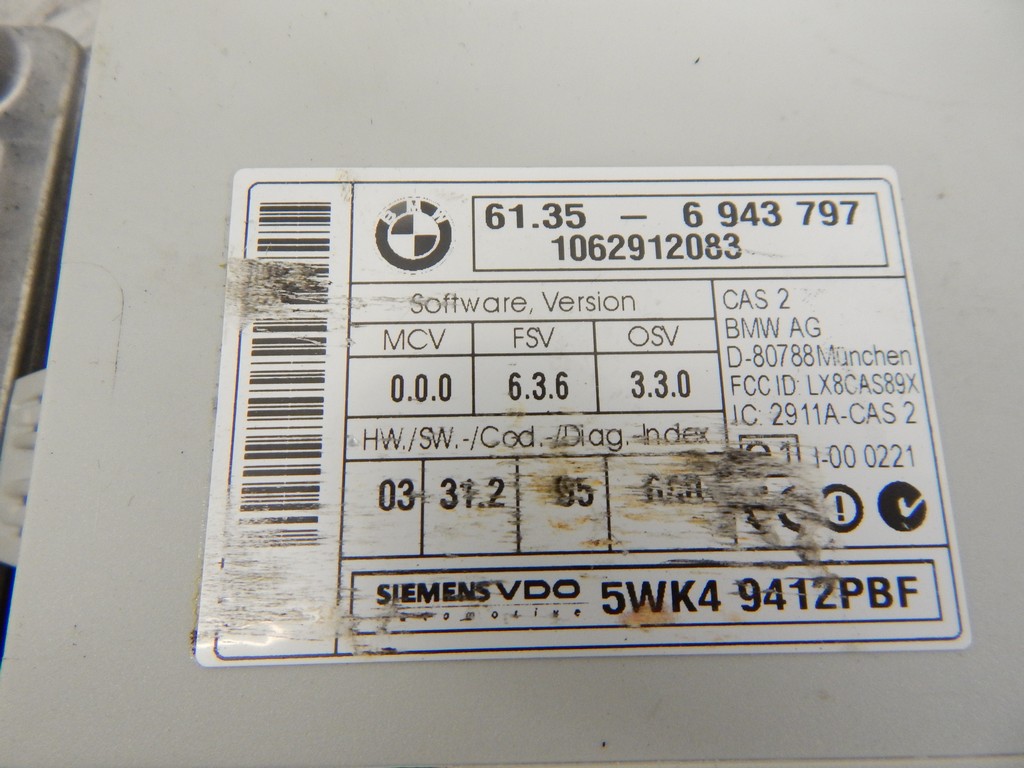 BMW
61.35 – 6 943 797
1062912083
Software, Version
MCV FSV OSV
0.0.0 6.3.6 3.3.0
HW./SW.-/Cod.-/Diag.-Index
03 31.2
CAS 2
BMW AG
D-80788 München
FCC ID: LX8CAS89X
IC: 2911A-CAS 2
-00 0221
SIEMENS VDO
5WK4 9412PBF